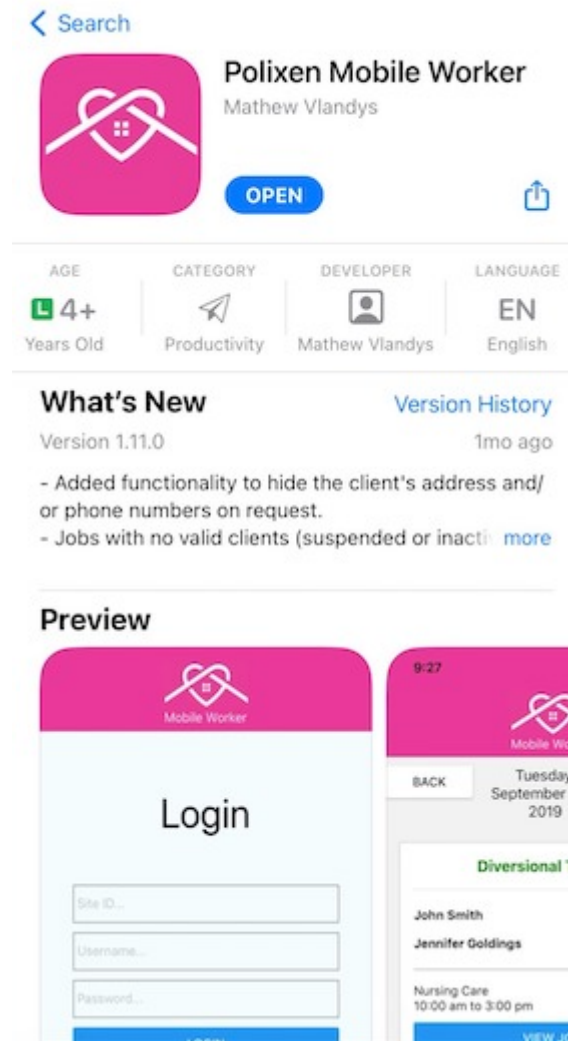 Search
Polixen Mobile Worker
Mathew Vlandys
OPEN
AGE
CATEGORY
DEVELOPER
LANGUAGE
L 4+
EN
Years Old
Productivity
Mathew Vlandys
English
What's New
Version History
Version 1.11.0
1mo ago
- Added functionality to hide the client's address and/
or phone numbers on request.
- Jobs with no valid clients (suspended or more
Preview
Mobile Worker
Login
Site ID...
Username...
Password...
9:27
Mobile
BACK
Tuesday
September
2019
Diversional
John Smith
Jennifer Goldings
Nursing Care
10:00 am to 3:00 pm
VIEW